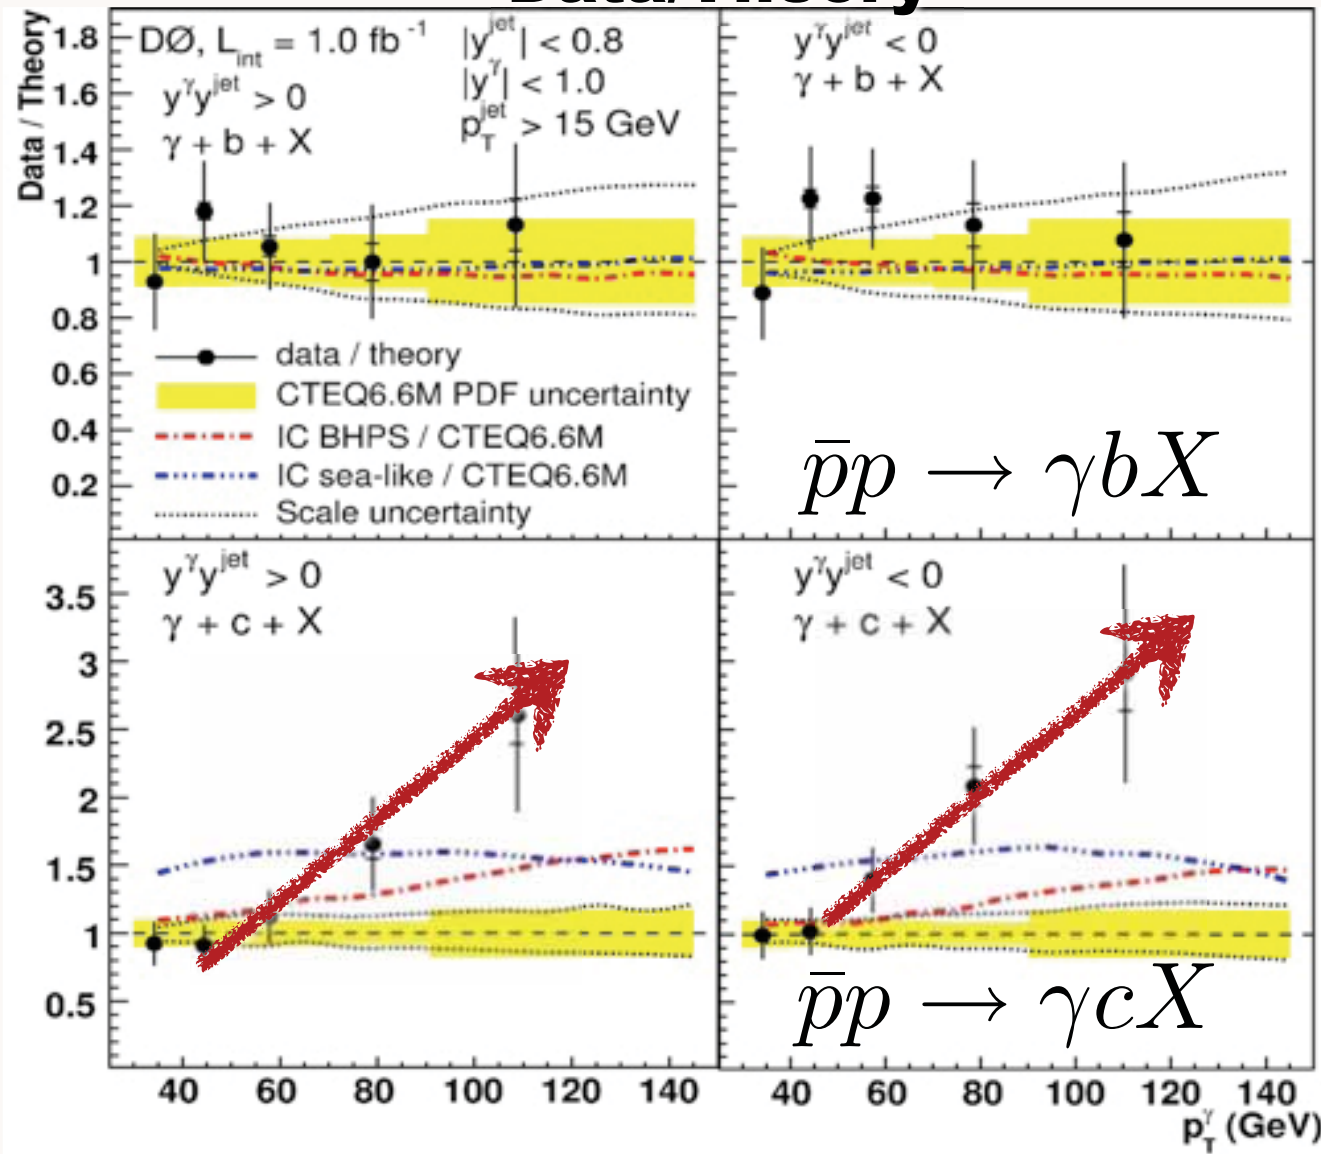 Data/Theory
Data / Theory
DØ, L_int = 1.0 fb⁻¹
y^γ y^jet > 0
γ + b + X
|y^jet| < 0.8
|y^γ| < 1.0
p_T^jet > 15 GeV
y^γ y^jet < 0
γ + b + X
1.8
1.6
1.4
1.2
1
0.8
0.6
0.4
0.2
data / theory
CTEQ6.6M PDF uncertainty
IC BHPS / CTEQ6.6M
IC sea-like / CTEQ6.6M
Scale uncertainty
p̄p → γbX
y^γ y^jet > 0
γ + c + X
y^γ y^jet < 0
γ + c + X
3.5
3
2.5
2
1.5
1
0.5
p̄p → γcX
40 60 80 100 120 140
40 60 80 100 120 140
p_T^γ (GeV)